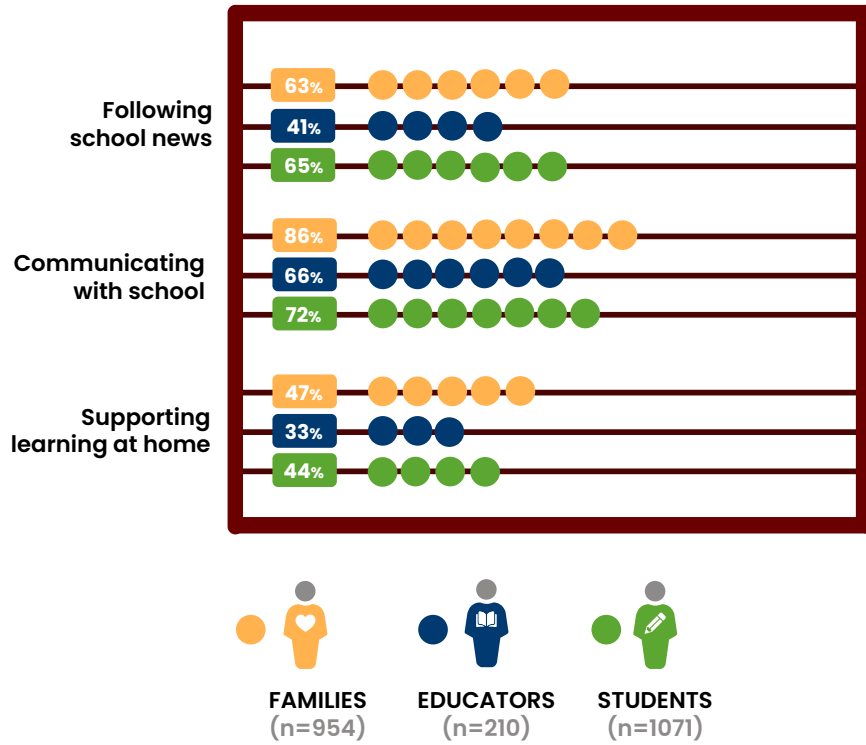 63%
Following
school news
41%
65%
86%
Communicating
with school
66%
72%
47%
Supporting
learning at home
33%
44%
FAMILIES
(n=954)
EDUCATORS
(n=210)
STUDENTS
(n=1071)